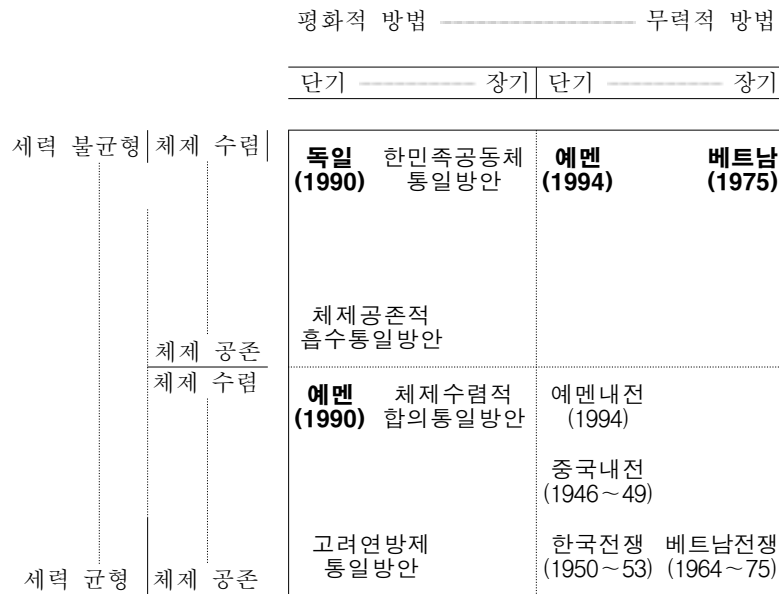 평화적 방법 무력적 방법
단기 장기 단기 장기
세력 불균형 체제 수렴
독일 한민족공동체 예멘 베트남
(1990) 통일방안 (1994) (1975)
체제공존적
흡수통일방안
체제 공존
체제 수렴
예멘 체제수렴적 예멘내전
(1990) 합의통일방안 (1994)
중국내전
(1946~49)
고려연방제 한국전쟁 베트남전쟁
통일방안 (1950~53) (1964~75)
세력 균형 체제 공존